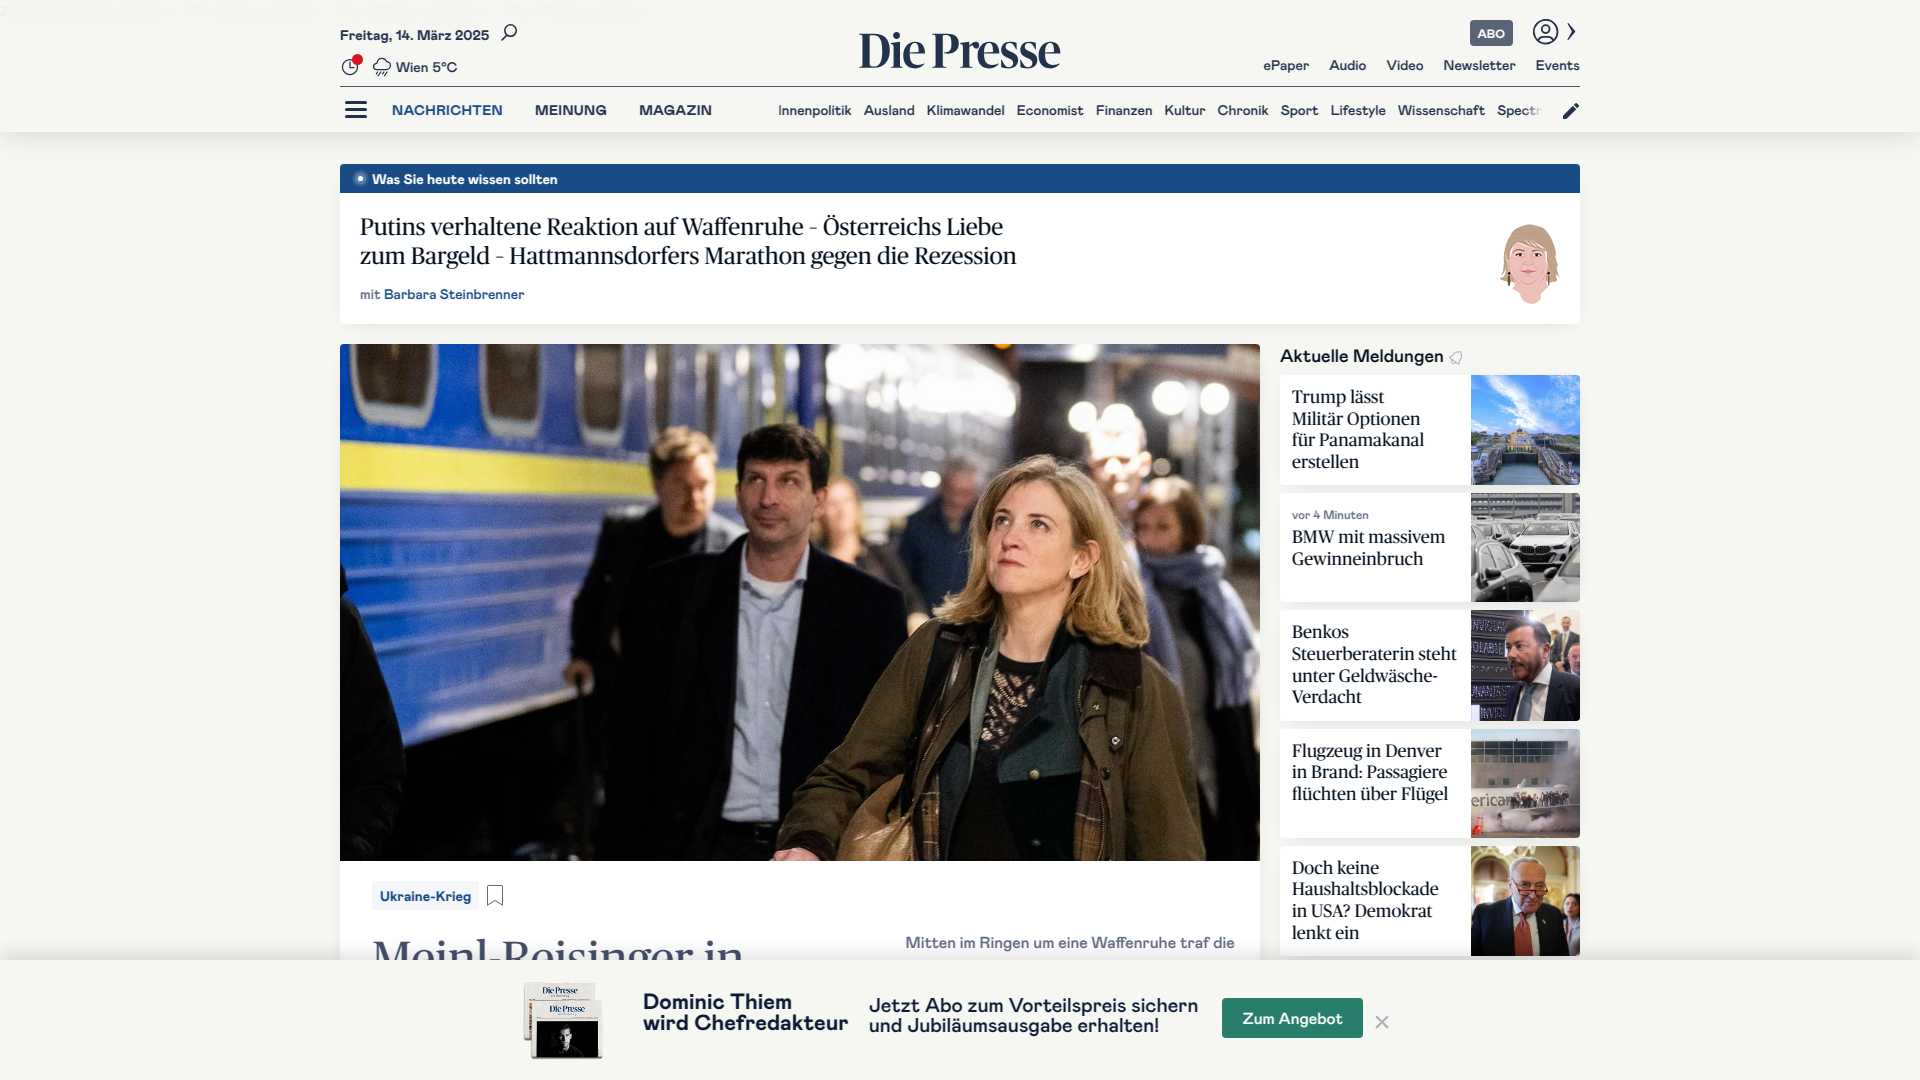 Freitag, 14. März 2025
Die Presse
ABO
Wien 5°C
ePaper Audio Video Newsletter Events
NACHRICHTEN MEINUNG MAGAZIN
Innenpolitik Ausland Klimawandel Economist Finanzen Kultur Chronik Sport Lifestyle Wissenschaft Spectr
Was Sie heute wissen sollten
Putins verhaltene Reaktion auf Waffenruhe – Österreichs Liebe
zum Bargeld – Hattmannsdorfers Marathon gegen die Rezession
mit Barbara Steinbrenner
Ukraine-Krieg
Meinl-Reisinger in
Mitten im Ringen um eine Waffenruhe traf die
Aktuelle Meldungen
Trump lässt
Militär Optionen
für Panamakanal
erstellen
vor 4 Minuten
BMW mit massivem
Gewinneinbruch
Benkos
Steuerberaterin steht
unter Geldwäsche-
Verdacht
Flugzeug in Denver
in Brand: Passagiere
flüchten über Flügel
Doch keine
Haushaltsblockade
in USA? Demokrat
lenkt ein
Die Presse
Die Presse
Dominic Thiem
wird Chefredakteur
Jetzt Abo zum Vorteilspreis sichern
und Jubiläumsausgabe erhalten!
Zum Angebot